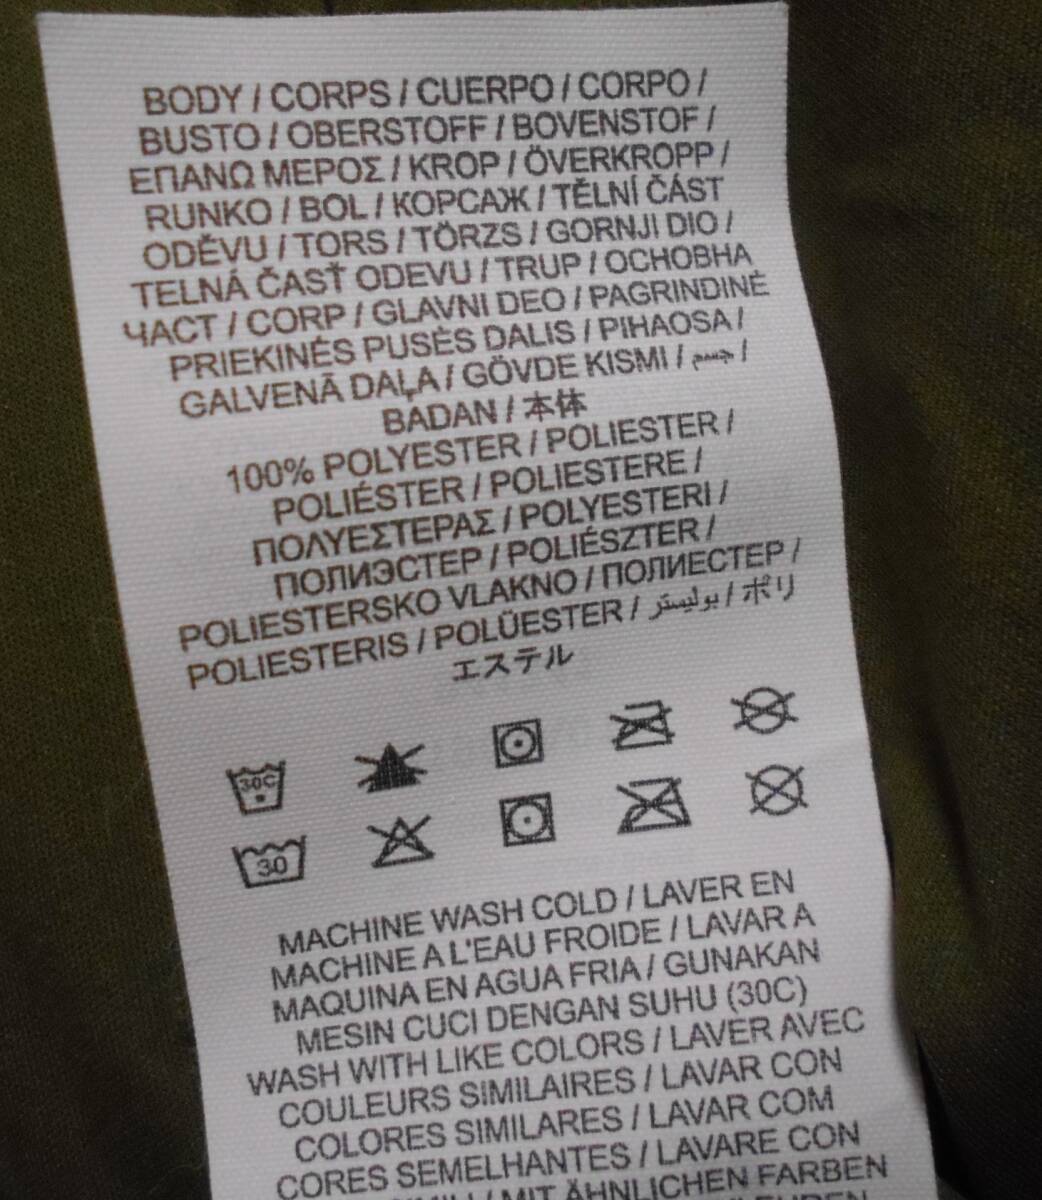 BODY / CORPS / CUERPO / CORPO /
BUSTO / OBERSTOFF / BOVENSTOF /
ΕΠΑΝΩ ΜΕΡΟΣ / KROP / ÖVERKROPP /
RUNKO / BOL / КОРСАЖ / TĚLNÍ ČÁST
ODĚVU / TORS / TÖRZS / GORNJI DIO /
TELNÁ ČASŤ ODEVU / TRUP / ОСНОВНА
ЧАСТ / CORP / GLAVNI DEO / PAGRINDINĖ
PRIEKINĖS PUSĖS DALIS / PIHAOSA /
GALVENĀ DAĻA / GÖVDE KISMI / جسم /
BADAN / 本体
100% POLYESTER / POLIESTER /
POLIÉSTER / POLIESTERE /
ΠΟΛΥΕΣΤΕΡΑΣ / POLYESTERI /
ПОЛИЭСТЕР / POLIÉSZTER /
POLIESTERSKO VLAKNO / ПОЛИЕСТЕР /
POLIESTERIS / POLÜESTER / بوليستر / ポリ
エステル
30C
30
MACHINE WASH COLD / LAVER EN
MACHINE A L'EAU FROIDE / LAVAR A
MAQUINA EN AGUA FRIA / GUNAKAN
MESIN CUCI DENGAN SUHU (30C)
WASH WITH LIKE COLORS / LAVER AVEC
COULEURS SIMILAIRES / LAVAR CON
COLORES SIMILARES / LAVAR COM
CORES SEMELHANTES / LAVARE CON
/ MIT ÄHNLICHEN FARBEN